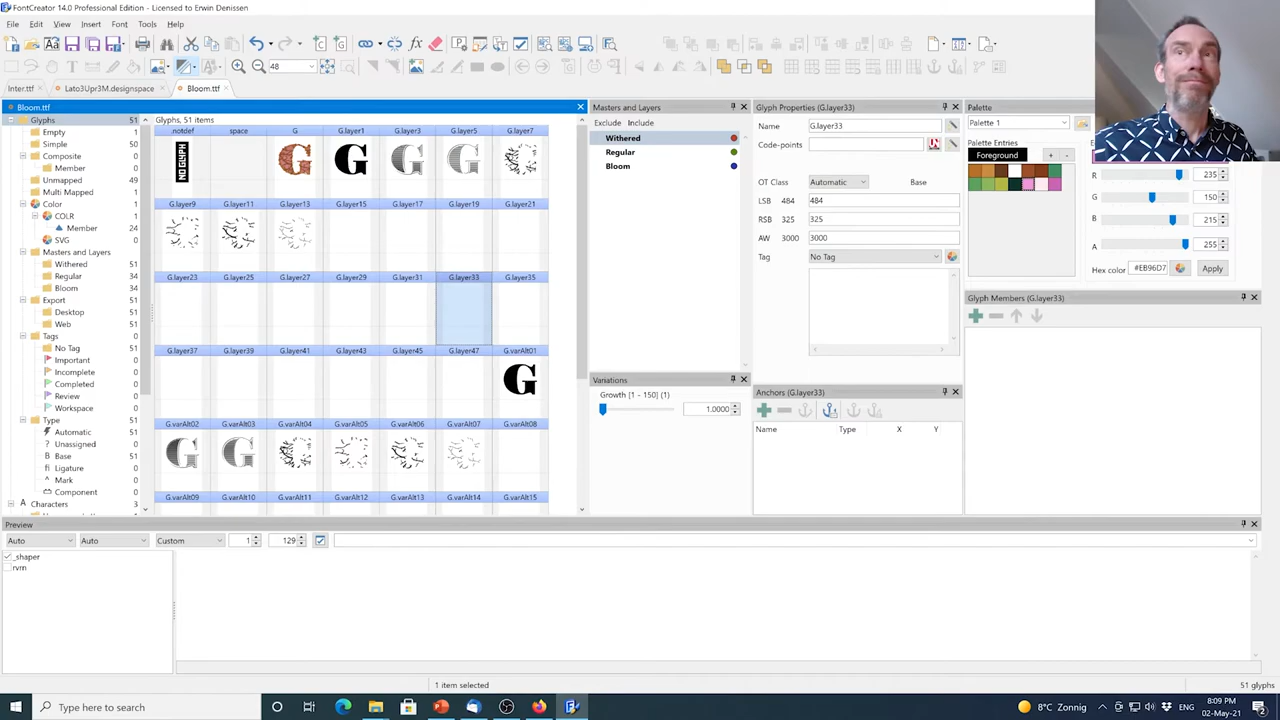 FontCreator 14.0 Professional Edition - Licensed to Erwin Denissen
File Edit View Insert Font Tools Help
48
Inter.ttf Lato3Upr3M.designspace Bloom.ttf
Bloom.ttf
Glyphs 51
Empty 0
Simple 50
Composite 0
Member 0
Unmapped 49
Multi Mapped 0
Color 0
COLR 1
Member 24
SVG 0
Masters and Layers
Withered 51
Regular 34
Bloom 34
Export
Desktop 51
Web 51
Tags
No Tag 51
Important 0
Incomplete 0
Completed 0
Review 0
Workspace 0
Type
Automatic 51
Unassigned 0
Base 51
Ligature 0
Mark 0
Component 0
Characters 3
Glyphs, 51 items
.notdef space G G.layer1 G.layer3 G.layer5 G.layer7
NO GLYPH G G G G
G.layer9 G.layer11 G.layer13 G.layer15 G.layer17 G.layer19 G.layer21
G.layer23 G.layer25 G.layer27 G.layer29 G.layer31 G.layer33 G.layer35
G.layer37 G.layer39 G.layer41 G.layer43 G.layer45 G.layer47 G.varAlt01
G
G.varAlt02 G.varAlt03 G.varAlt04 G.varAlt05 G.varAlt06 G.varAlt07 G.varAlt08
G G
G.varAlt09 G.varAlt10 G.varAlt11 G.varAlt12 G.varAlt13 G.varAlt14 G.varAlt15
Masters and Layers
Exclude Include
Withered
Regular
Bloom
Variations
Growth [1 - 150] (1)
1.0000
Glyph Properties (G.layer33)
Name G.layer33
Code-points
OT Class Automatic Base
LSB 484 484
RSB 325 325
AW 3000 3000
Tag No Tag
Anchors (G.layer33)
Name Type X Y
Palette
Palette 1
Palette Entries
Foreground + -
R 235
G 150
B 215
A 255
Hex color #EB96D7 Apply
Glyph Members (G.layer33)
Preview
Auto Auto Custom 1 129
_shaper
rvrn
1 item selected 51 glyphs
Type here to search
8°C Zonnig ENG 8:09 PM
02-May-21
2